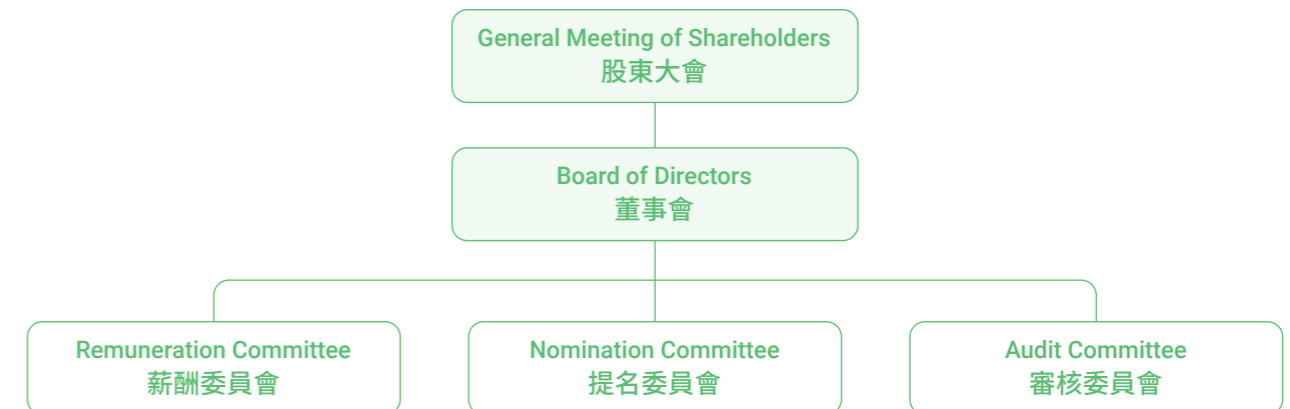 General Meeting of Shareholders
股東大會
Board of Directors
董事會
Remuneration Committee
薪酬委員會
Nomination Committee
提名委員會
Audit Committee
審核委員會